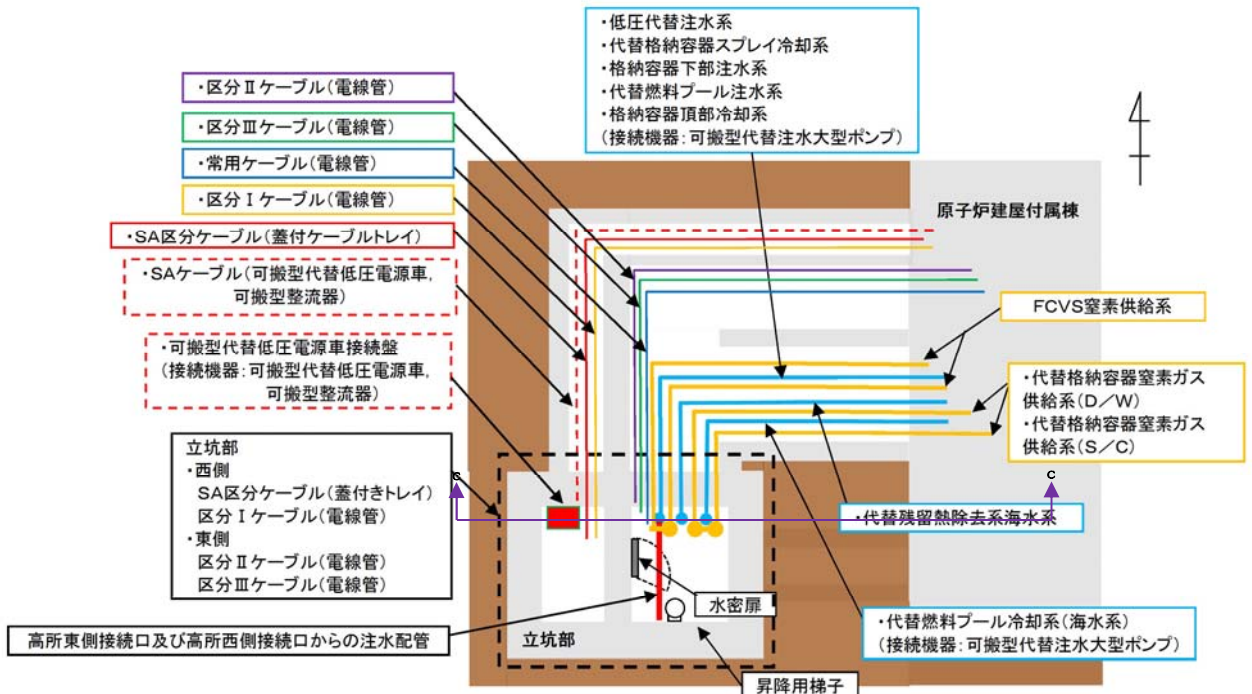 ・低圧代替注水系
・代替格納容器スプレイ冷却系
・格納容器下部注水系
・代替燃料プール注水系
・格納容器頂部冷却系
(接続機器:可搬型代替注水大型ポンプ)
・区分Ⅱケーブル(電線管)
・区分Ⅲケーブル(電線管)
・常用ケーブル(電線管)
・区分Ⅰケーブル(電線管)
・SA区分ケーブル(蓋付ケーブルトレイ)
・SAケーブル(可搬型代替低圧電源車,
可搬型整流器)
・可搬型代替低圧電源車接続盤
(接続機器:可搬型代替低圧電源車,
可搬型整流器)
立坑部
・西側
SA区分ケーブル(蓋付きトレイ)
区分Ⅰケーブル(電線管)
・東側
区分Ⅱケーブル(電線管)
区分Ⅲケーブル(電線管)
高所東側接続口及び高所西側接続口からの注水配管
原子炉建屋付属棟
FCVS窒素供給系
・代替格納容器窒素ガス
供給系(D/W)
・代替格納容器窒素ガス
供給系(S/C)
C
C
・代替残留熱除去系海水系
水密扉
・代替燃料プール冷却系(海水系)
(接続機器:可搬型代替注水大型ポンプ)
立坑部
昇降用梯子